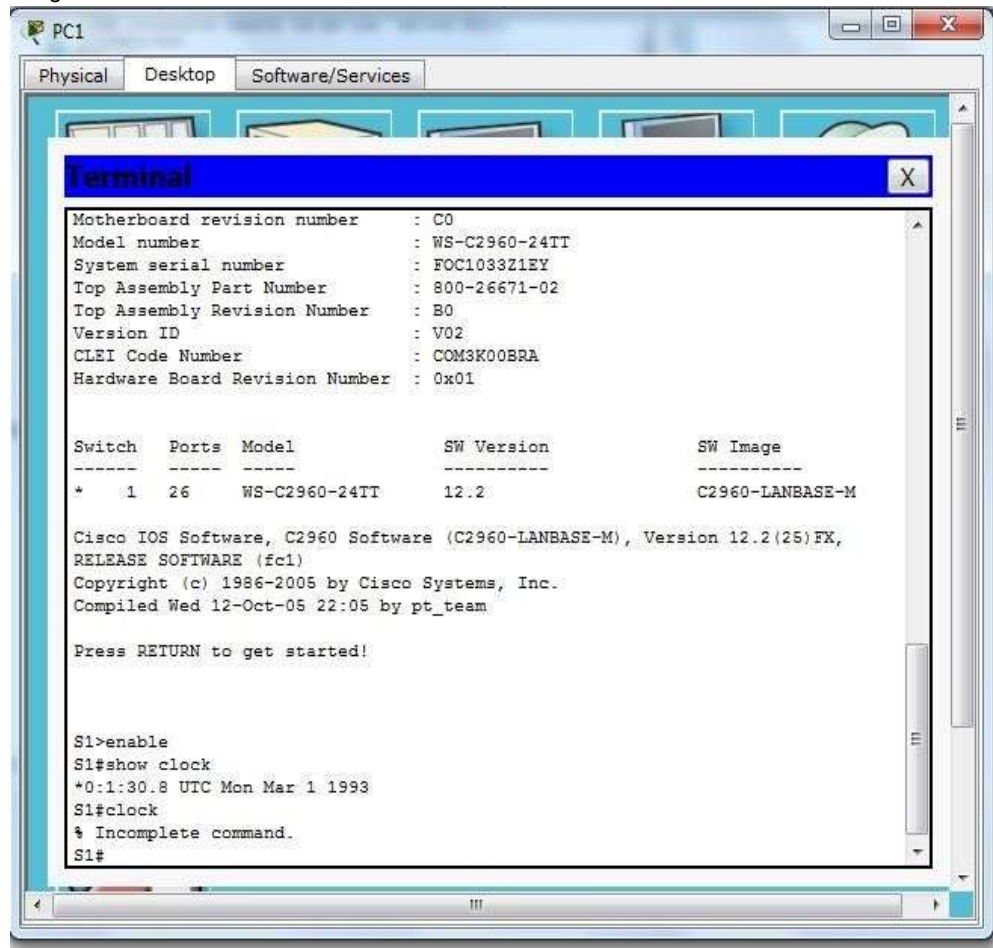 PC1
Physical Desktop Software/Services
Terminal X
Motherboard revision number : C0
Model number : WS-C2960-24TT
System serial number : FOC1033Z1EY
Top Assembly Part Number : 800-26671-02
Top Assembly Revision Number : B0
Version ID : V02
CLEI Code Number : COM3K00BRA
Hardware Board Revision Number : 0x01
Switch Ports Model SW Version SW Image
------ ----- ----- ---------- ----------
* 1 26 WS-C2960-24TT 12.2 C2960-LANBASE-M
Cisco IOS Software, C2960 Software (C2960-LANBASE-M), Version 12.2(25)FX,
RELEASE SOFTWARE (fc1)
Copyright (c) 1986-2005 by Cisco Systems, Inc.
Compiled Wed 12-Oct-05 22:05 by pt_team
Press RETURN to get started!
S1>enable
S1#show clock
*0:1:30.8 UTC Mon Mar 1 1993
S1#clock
% Incomplete command.
S1#